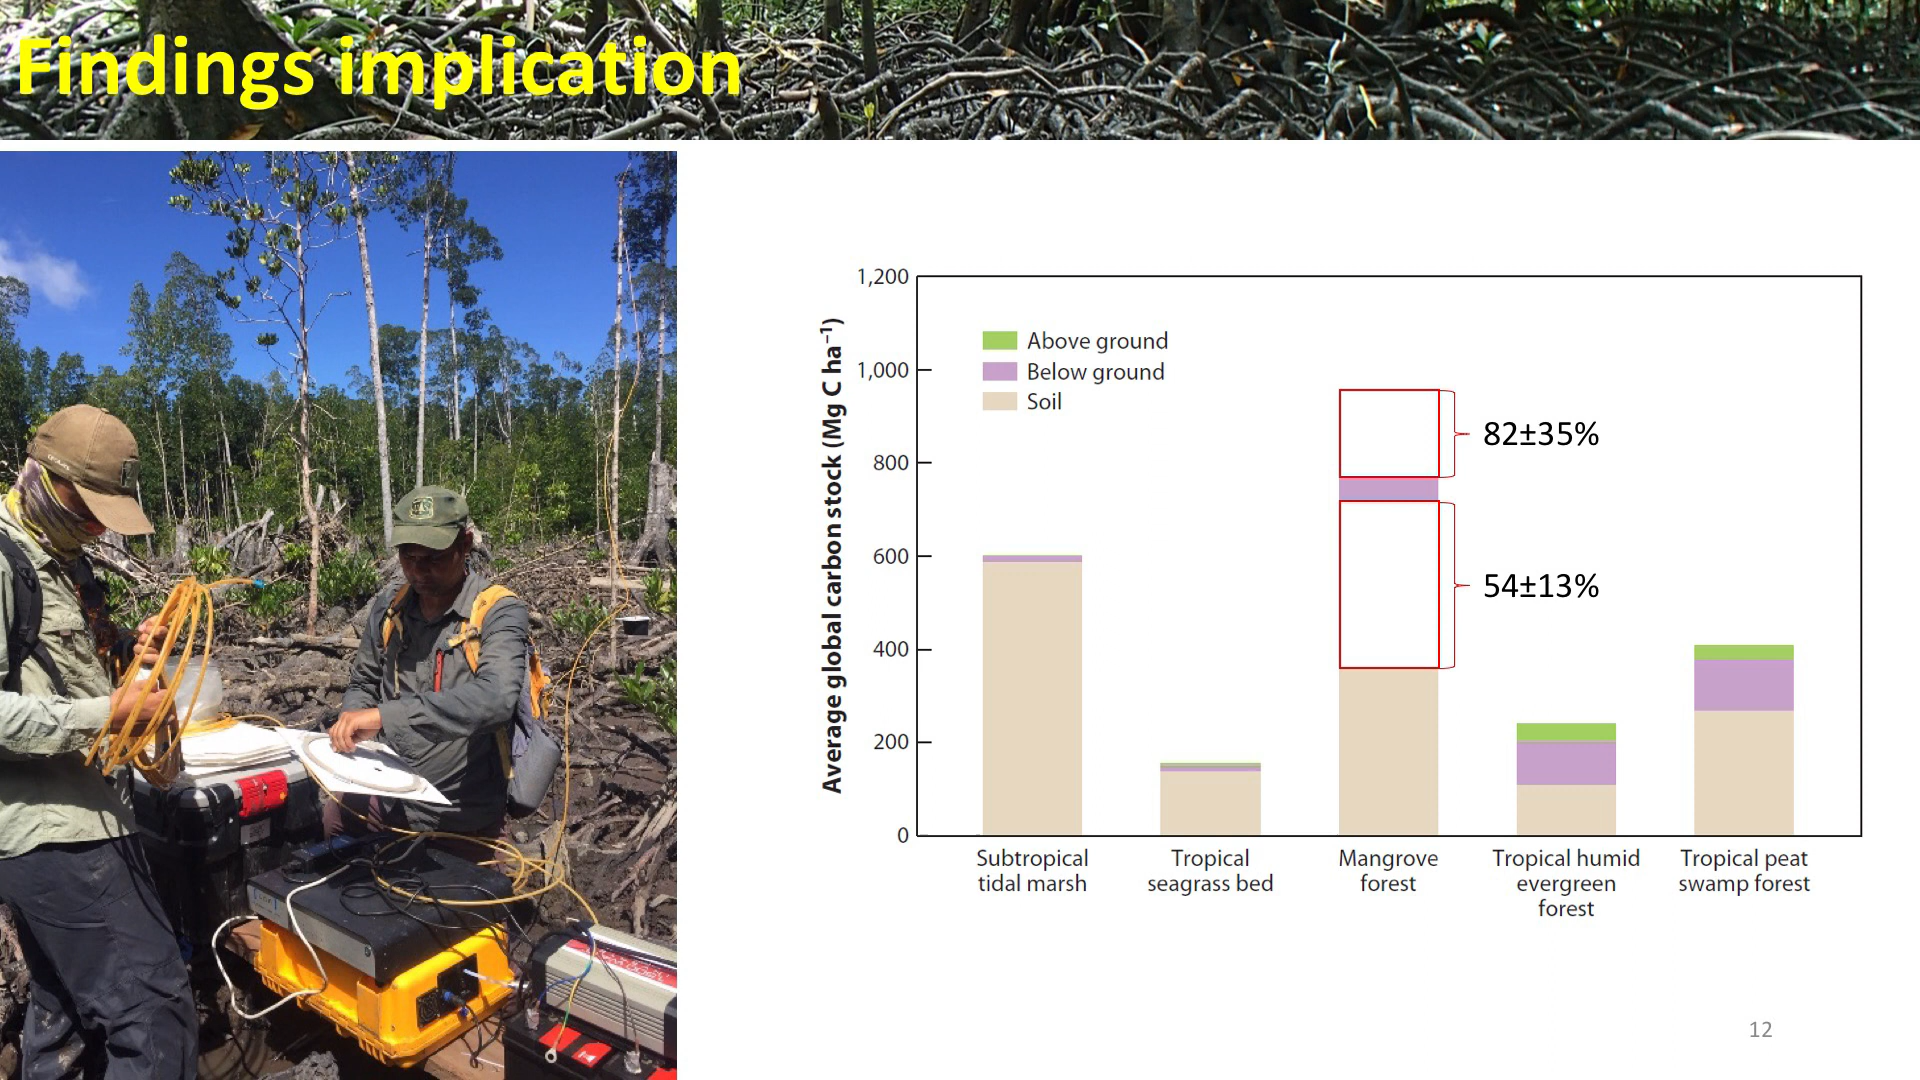 Findings implication
Average global carbon stock (Mg C ha⁻¹)
1,200
1,000
800
600
400
200
0
Above ground
Below ground
Soil
82±35%
54±13%
Subtropical
tidal marsh
Tropical
seagrass bed
Mangrove
forest
Tropical humid
evergreen
forest
Tropical peat
swamp forest
12